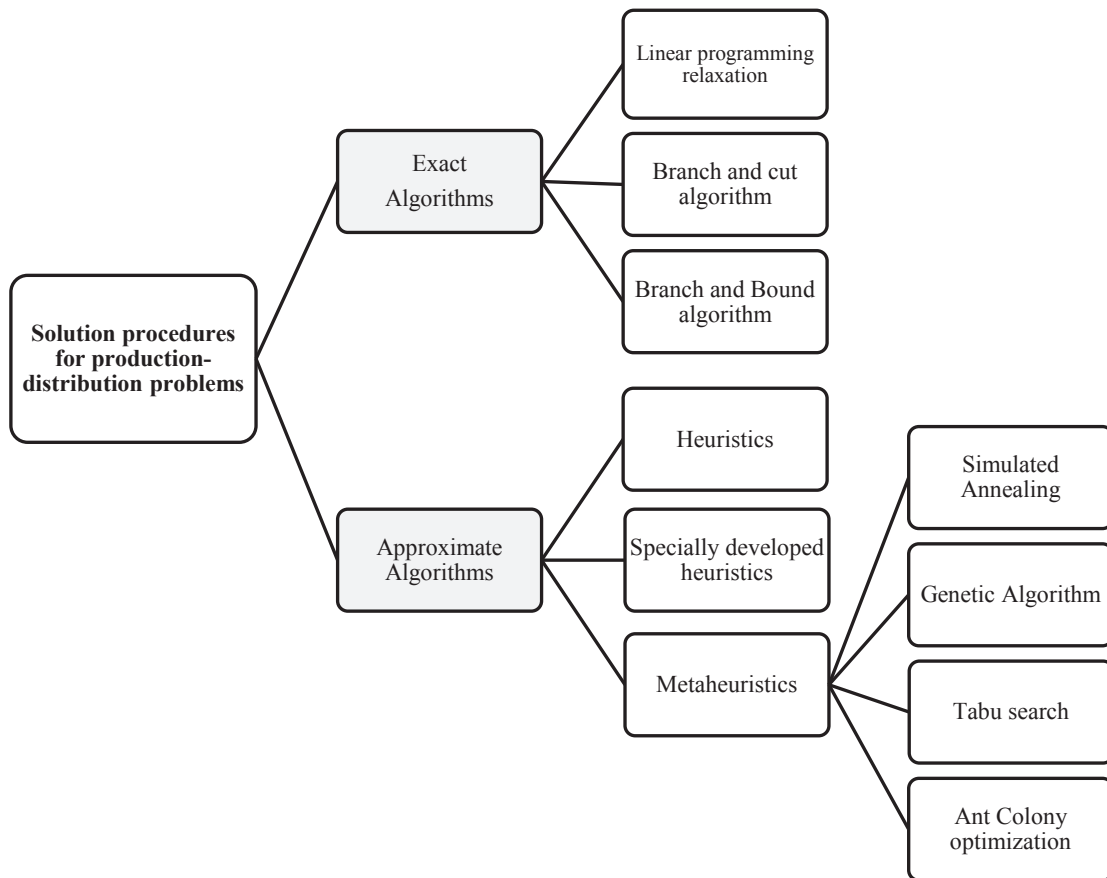 Solution procedures
for production-
distribution problems
Exact
Algorithms
Linear programming
relaxation
Branch and cut
algorithm
Branch and Bound
algorithm
Approximate
Algorithms
Heuristics
Specially developed
heuristics
Metaheuristics
Simulated
Annealing
Genetic Algorithm
Tabu search
Ant Colony
optimization